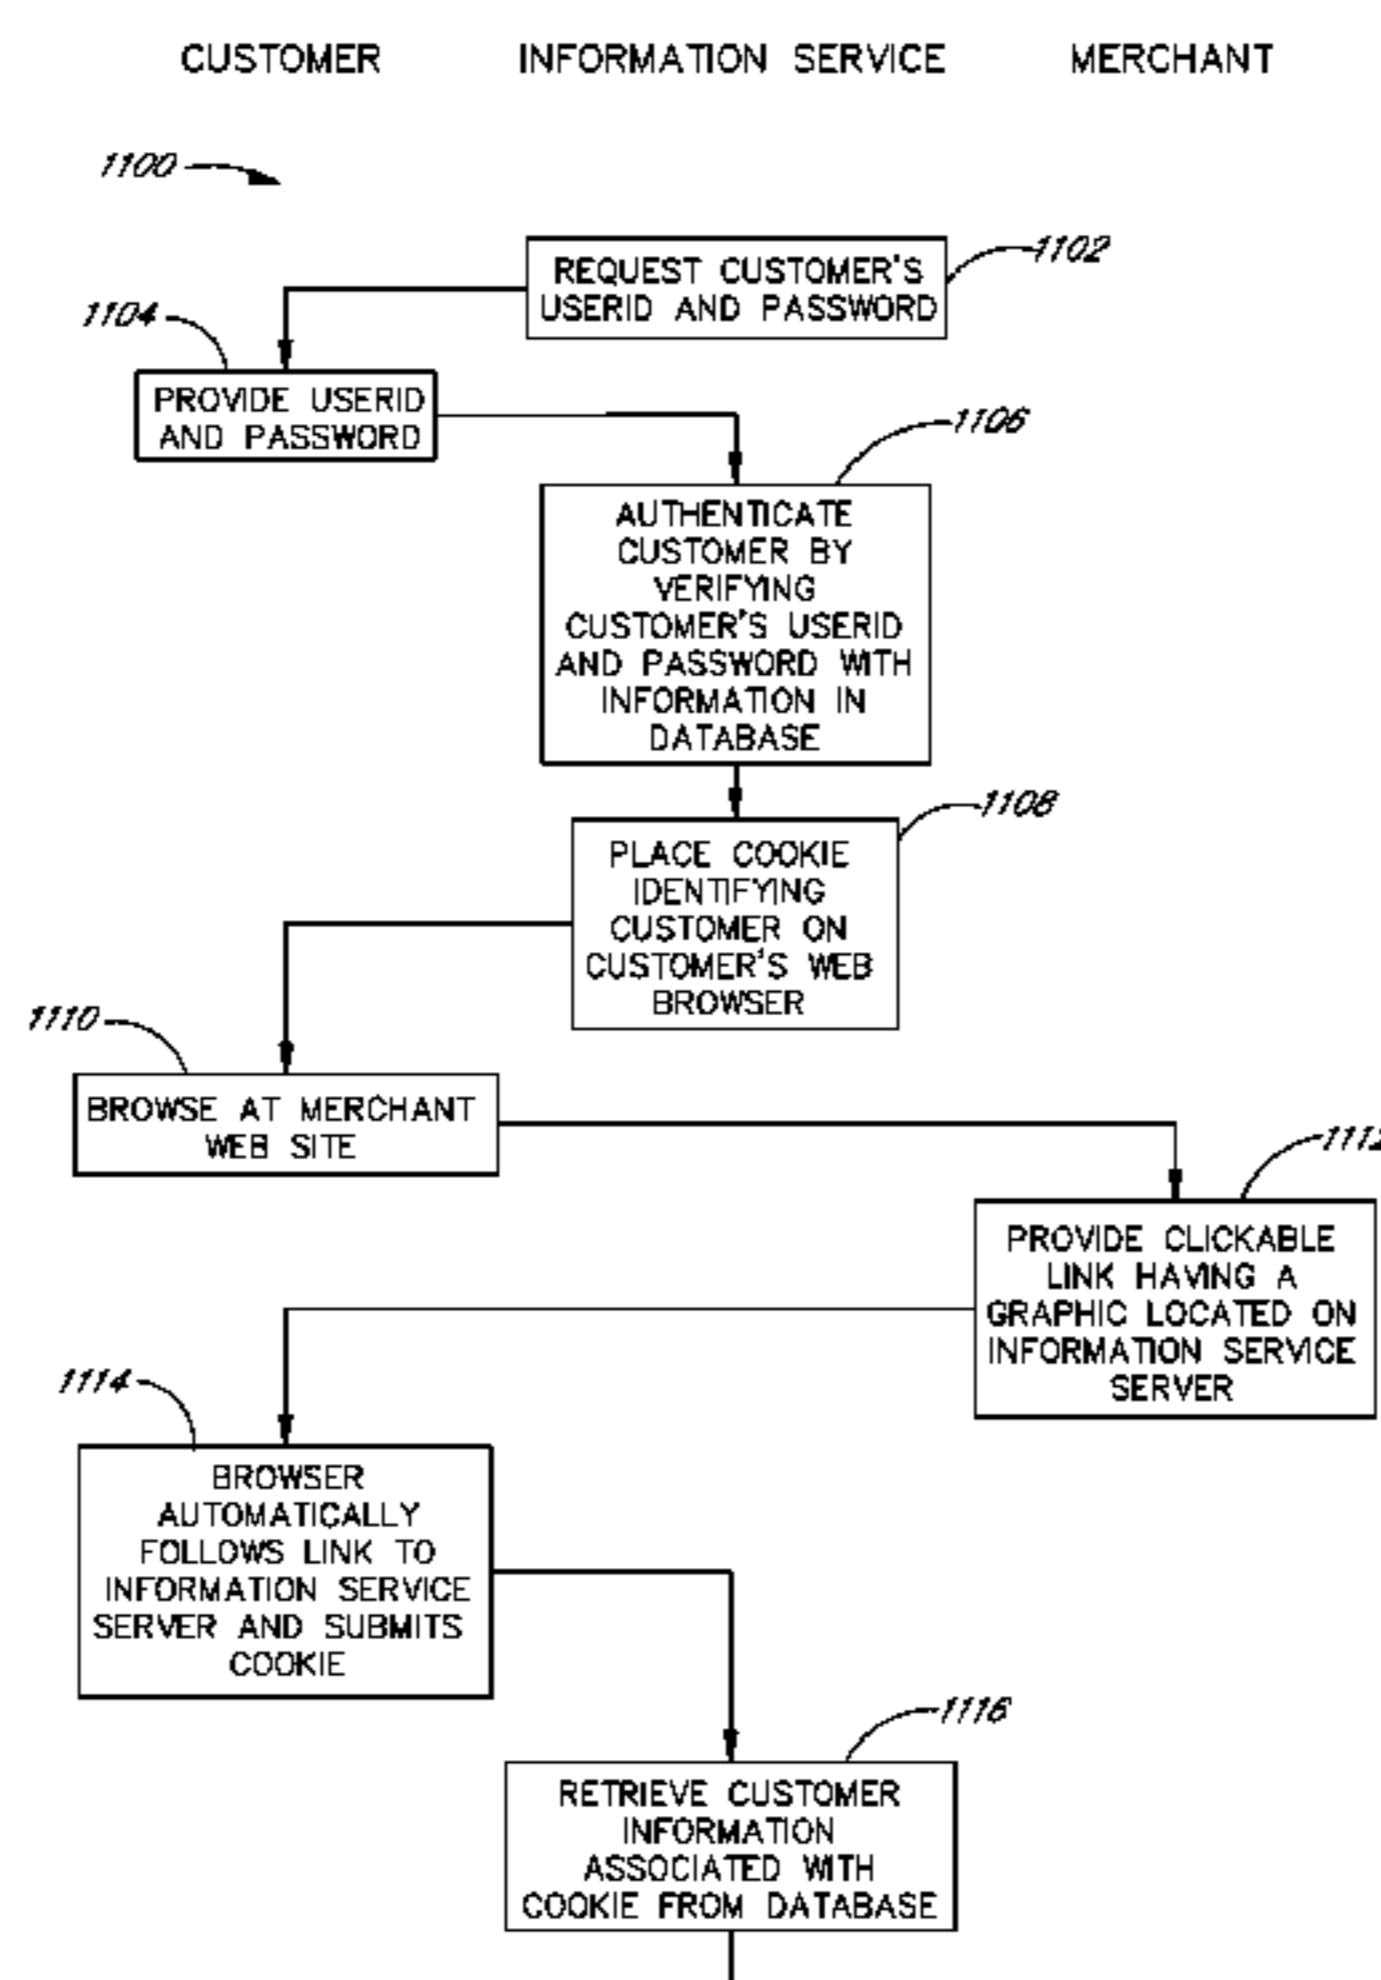 CUSTOMER INFORMATION SERVICE MERCHANT
1100
1102
REQUEST CUSTOMER'S
USERID AND PASSWORD
1104
PROVIDE USERID
AND PASSWORD
1106
AUTHENTICATE
CUSTOMER BY
VERIFYING
CUSTOMER'S USERID
AND PASSWORD WITH
INFORMATION IN
DATABASE
1108
PLACE COOKIE
IDENTIFYING
CUSTOMER ON
CUSTOMER'S WEB
BROWSER
1110
BROWSE AT MERCHANT
WEB SITE
1112
PROVIDE CLICKABLE
LINK HAVING A
GRAPHIC LOCATED ON
INFORMATION SERVICE
SERVER
1114
BROWSER
AUTOMATICALLY
FOLLOWS LINK TO
INFORMATION SERVICE
SERVER AND SUBMITS
COOKIE
1116
RETRIEVE CUSTOMER
INFORMATION
ASSOCIATED WITH
COOKIE FROM DATABASE